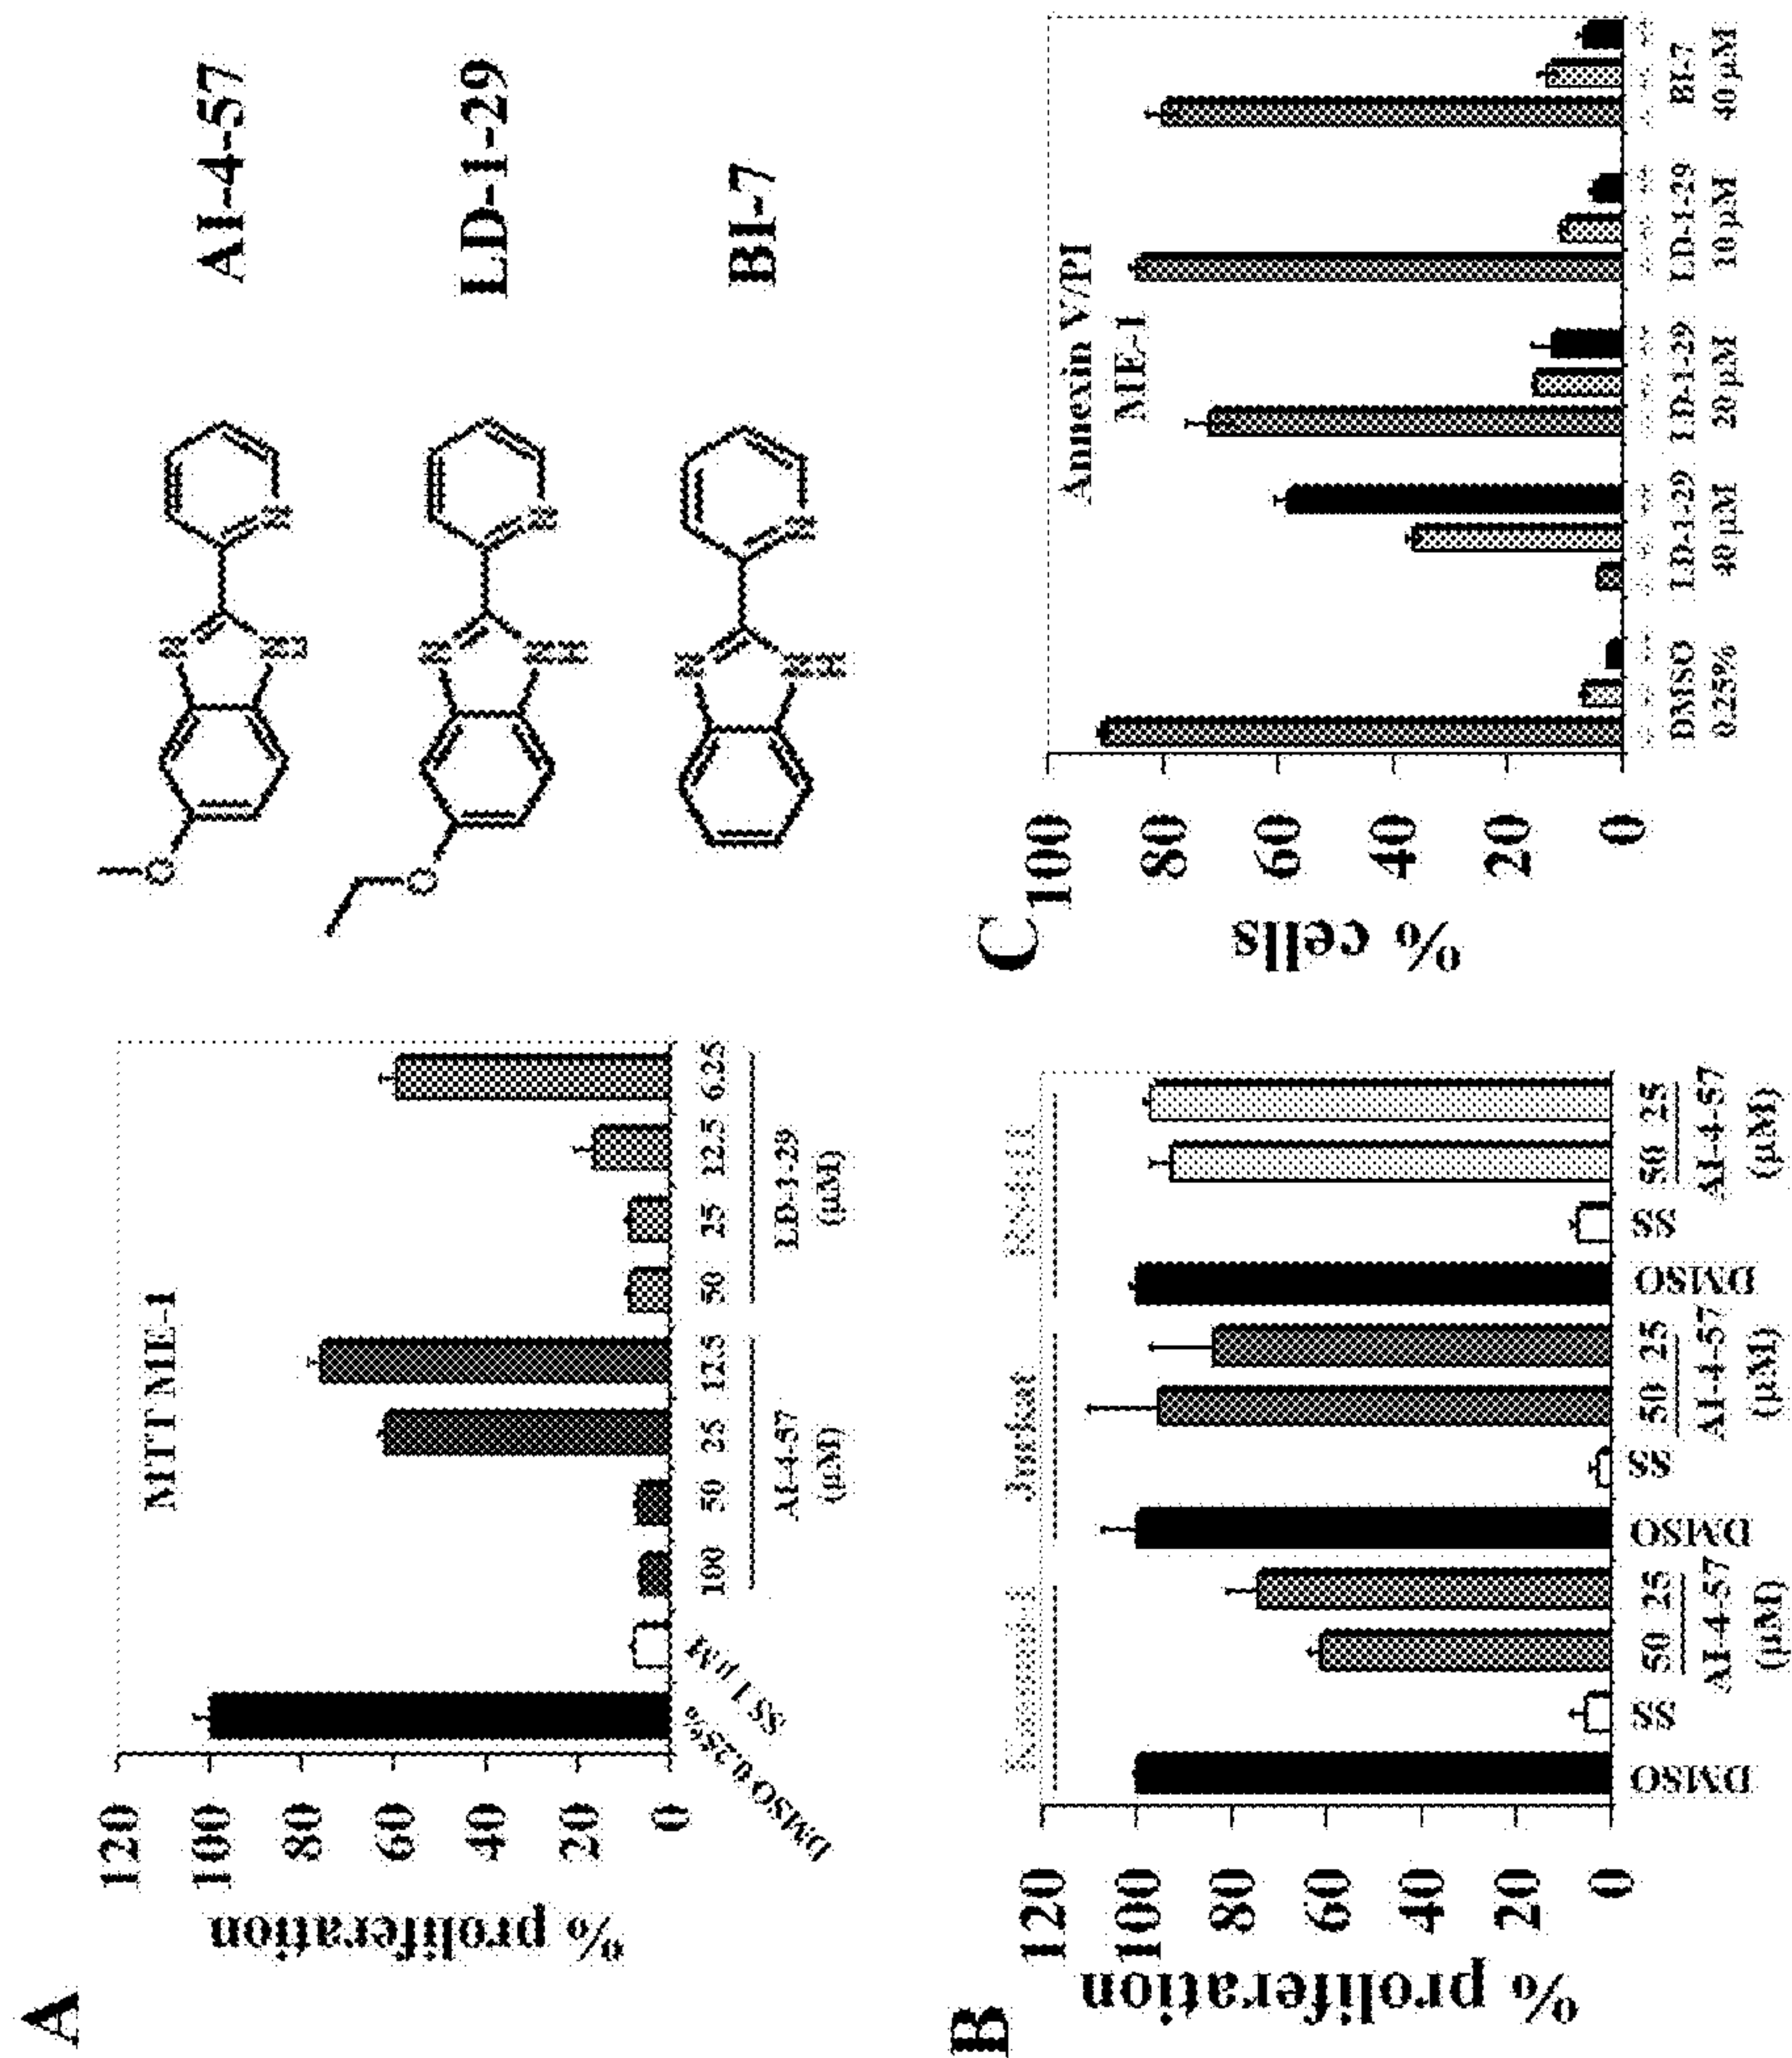 A
% proliferation
120
100
80
60
40
20
0
MTT ME-1
DMSO 0.25%
SS 1 µM
100 50 25 12.5 50 25 12.5 6.25
AI-4-57 LD-1-29
(µM) (µM)
O
N
NH
N
AI-4-57
O
N
NH
N
LD-1-29
N
NH
N
BI-7
B
% proliferation
120
100
80
60
40
20
0
Jurkat
DMSO SS 50 25 DMSO SS 50 25 DMSO SS 50 25
AI-4-57 AI-4-57 AI-4-57
(µM) (µM) (µM)
C
% cells
100
80
60
40
20
0
Annexin V/PI
ME-1
DMSO LD-1-29 LD-1-29 LD-1-29 BI-7
0.25% 40 µM 20 µM 10 µM 40 µM